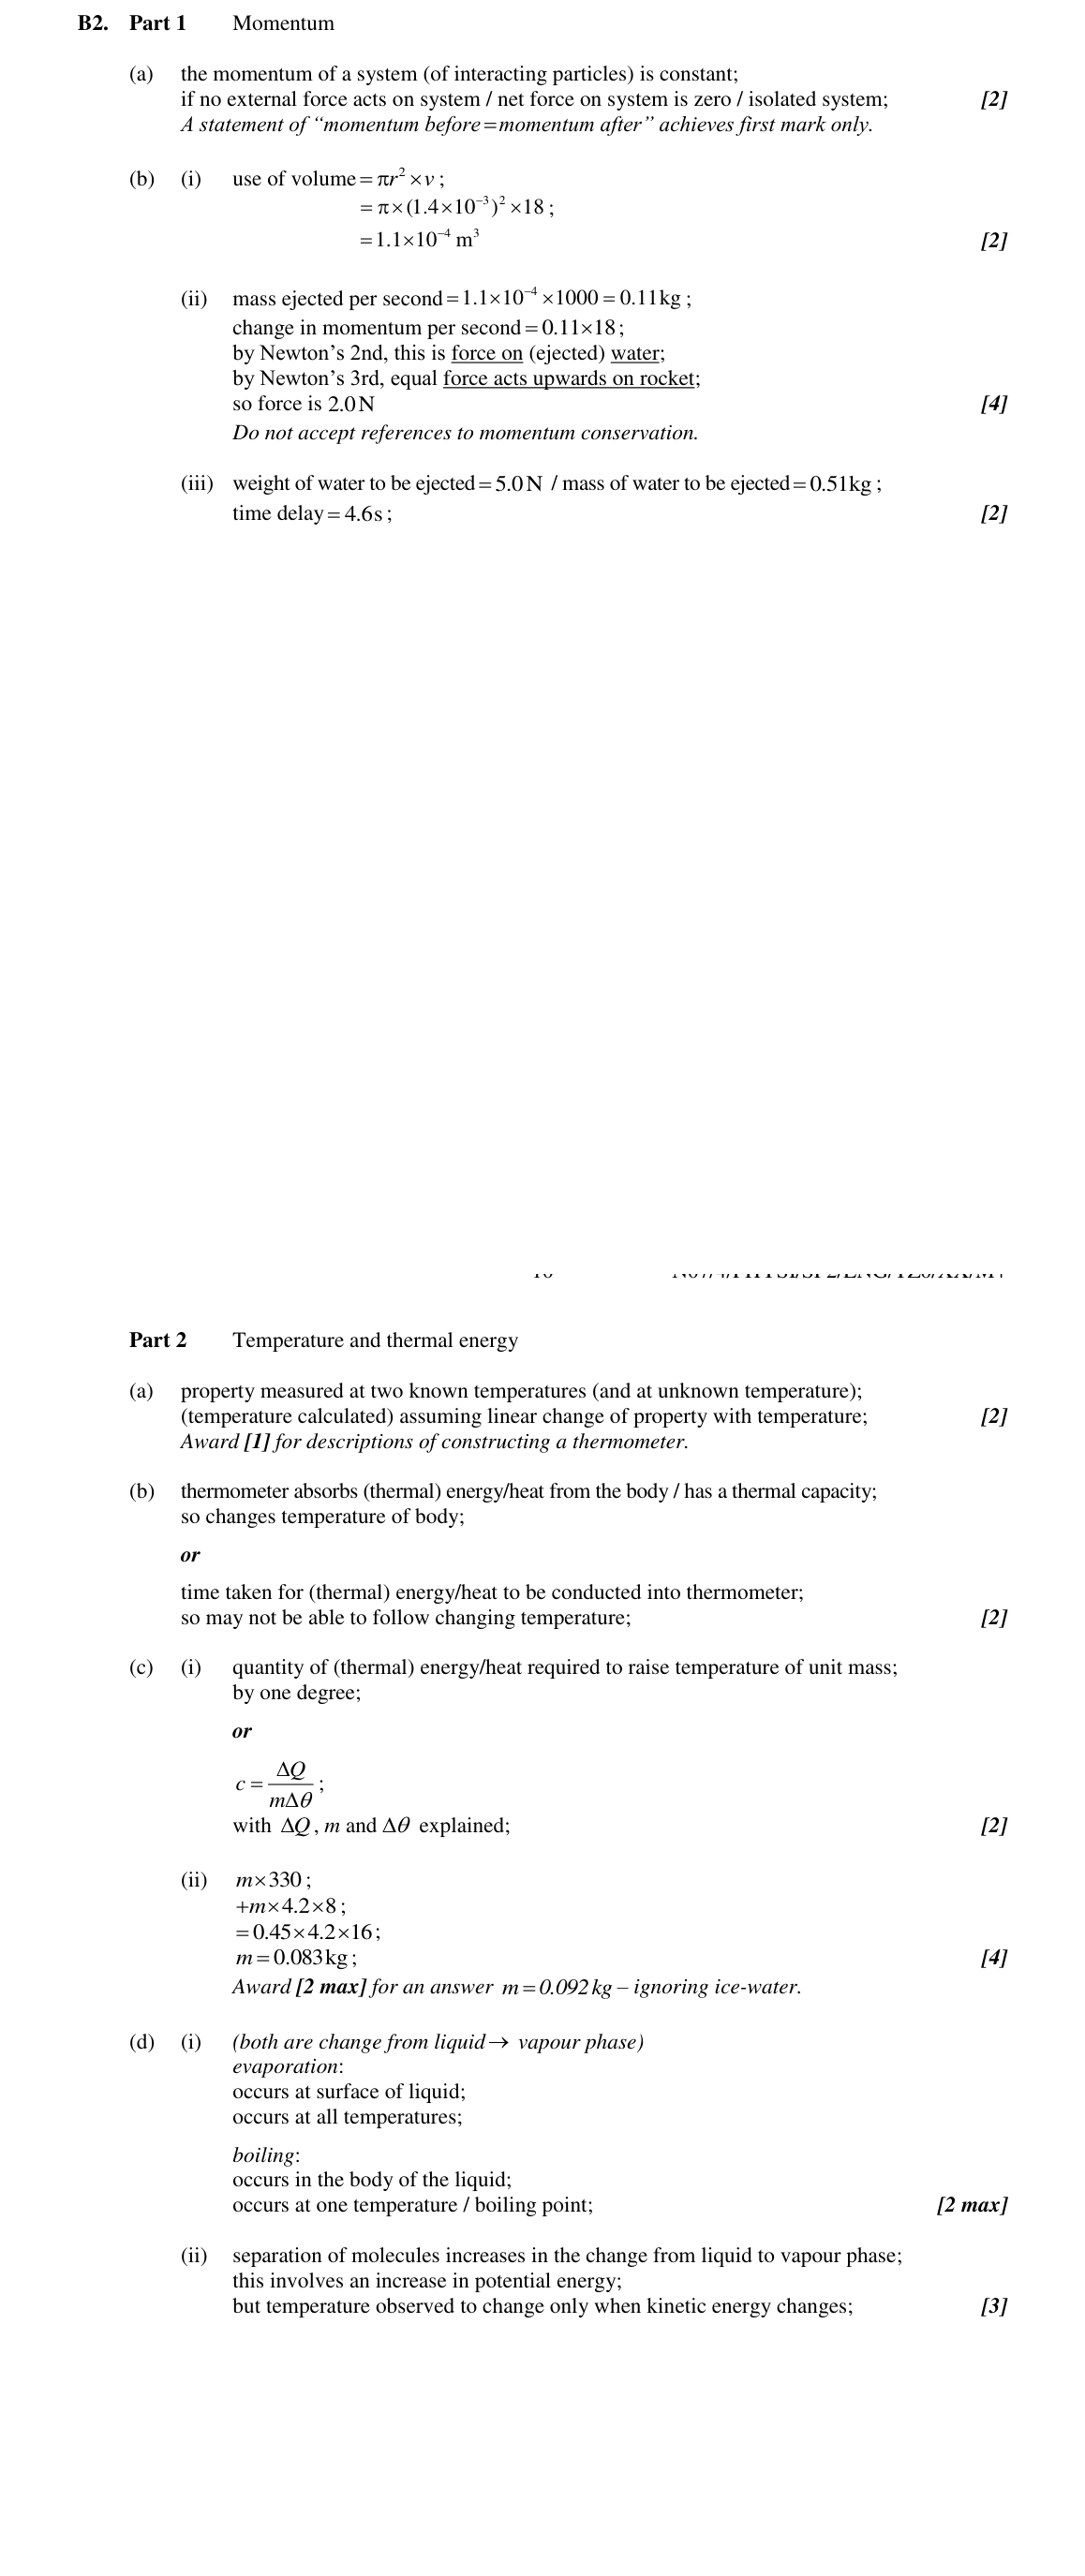 B2. Part 1 Momentum
(a) the momentum of a system (of interacting particles) is constant;
if no external force acts on system / net force on system is zero / isolated system; [2]
A statement of “momentum before = momentum after” achieves first mark only.
(b) (i) use of volume = πr² × v ;
= π × (1.4×10⁻³)² ×18 ;
= 1.1×10⁻⁴ m³ [2]
(ii) mass ejected per second = 1.1×10⁻⁴ ×1000 = 0.11 kg ;
change in momentum per second = 0.11×18 ;
by Newton’s 2nd, this is force on (ejected) water;
by Newton’s 3rd, equal force acts upwards on rocket;
so force is 2.0 N [4]
Do not accept references to momentum conservation.
(iii) weight of water to be ejected = 5.0 N / mass of water to be ejected = 0.51 kg ;
time delay = 4.6 s ; [2]
Part 2 Temperature and thermal energy
(a) property measured at two known temperatures (and at unknown temperature);
(temperature calculated) assuming linear change of property with temperature; [2]
Award [1] for descriptions of constructing a thermometer.
(b) thermometer absorbs (thermal) energy/heat from the body / has a thermal capacity;
so changes temperature of body;
or
time taken for (thermal) energy/heat to be conducted into thermometer;
so may not be able to follow changing temperature; [2]
(c) (i) quantity of (thermal) energy/heat required to raise temperature of unit mass;
by one degree;
or
c = ΔQ / mΔθ ;
with ΔQ , m and Δθ explained; [2]
(ii) m×330 ;
+m×4.2×8 ;
= 0.45×4.2×16 ;
m = 0.083 kg ; [4]
Award [2 max] for an answer m = 0.092 kg – ignoring ice-water.
(d) (i) (both are change from liquid → vapour phase)
evaporation:
occurs at surface of liquid;
occurs at all temperatures;
boiling:
occurs in the body of the liquid;
occurs at one temperature / boiling point; [2 max]
(ii) separation of molecules increases in the change from liquid to vapour phase;
this involves an increase in potential energy;
but temperature observed to change only when kinetic energy changes; [3]